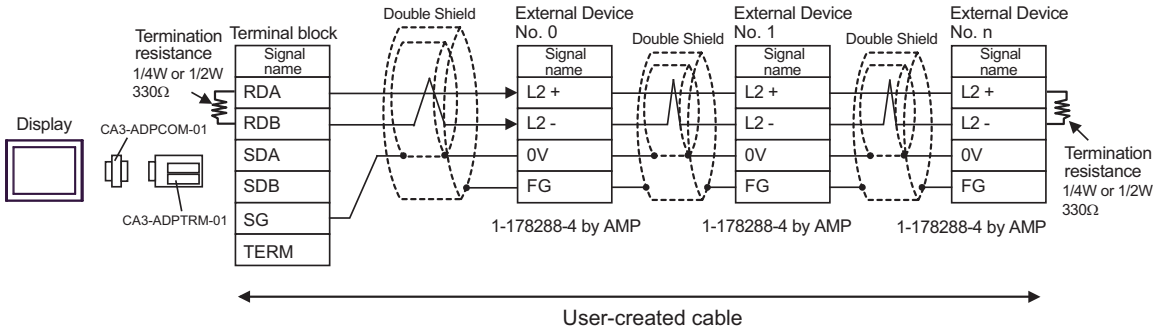 Display
CA3-ADPCOM-01
CA3-ADPTRM-01
Termination
resistance
1/4W or 1/2W
330Ω
Terminal block
Signal
name
RDA
RDB
SDA
SDB
SG
TERM
Double Shield
External Device
No. 0
Signal
name
L2 +
L2 -
0V
FG
1-178288-4 by AMP
Double Shield
External Device
No. 1
Signal
name
L2 +
L2 -
0V
FG
1-178288-4 by AMP
Double Shield
External Device
No. n
Signal
name
L2 +
L2 -
0V
FG
1-178288-4 by AMP
Termination
resistance
1/4W or 1/2W
330Ω
User-created cable